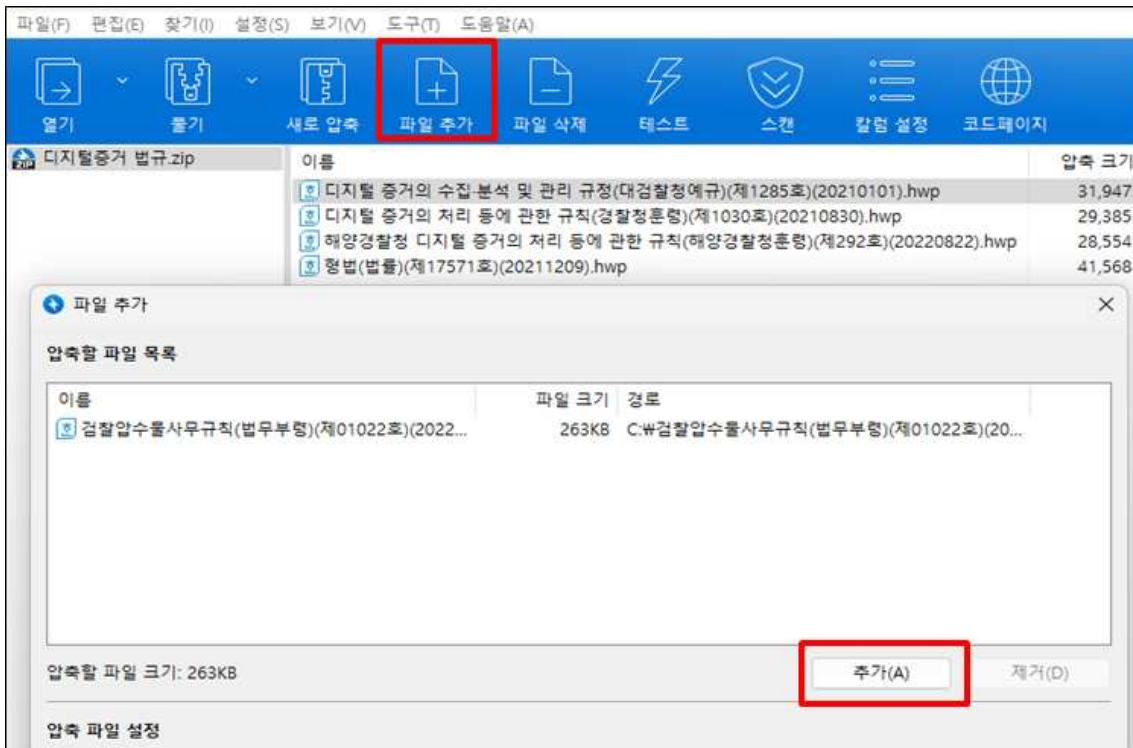 파일(F) 편집(E) 찾기(I) 설정(S) 보기(V) 도구(T) 도움말(A)
열기 풀기 새로 압축 파일 추가 파일 삭제 테스트 스캔 칼럼 설정 코드페이지
디지털증거 법규.zip
이름 압축 크기
디지털 증거의 수집·분석 및 관리 규정(대검찰청예규)(제1285호)(20210101).hwp 31,947
디지털 증거의 처리 등에 관한 규칙(경찰청훈령)(제1030호)(20210830).hwp 29,385
해양경찰청 디지털 증거의 처리 등에 관한 규칙(해양경찰청훈령)(제292호)(20220822).hwp 28,554
형법(법률)(제17571호)(20211209).hwp 41,568
파일 추가
압축할 파일 목록
이름 파일 크기 경로
검찰압수물사무규칙(법무부령)(제01022호)(2022... 263KB C:₩검찰압수물사무규칙(법무부령)(제01022호)(20...
압축할 파일 크기: 263KB 추가(A) 제거(D)
압축 파일 설정